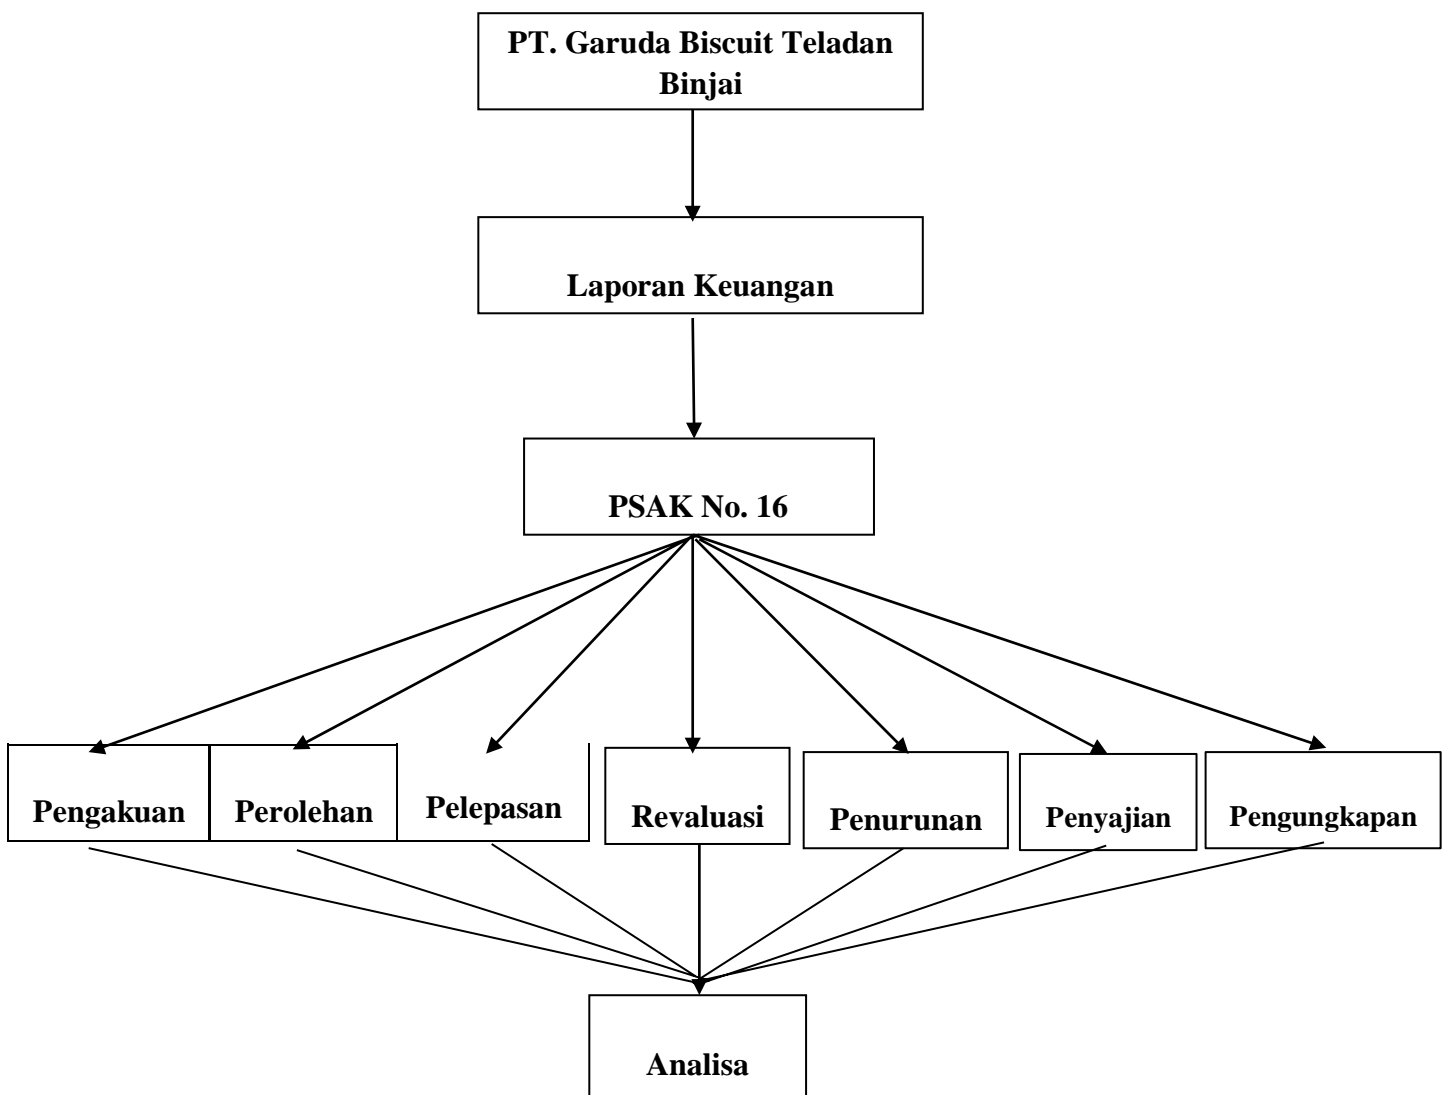 PT. Garuda Biscuit Teladan
Binjai
Laporan Keuangan
PSAK No. 16
Pengakuan
Perolehan
Pelepasan
Revaluasi
Penurunan
Penyajian
Pengungkapan
Analisa